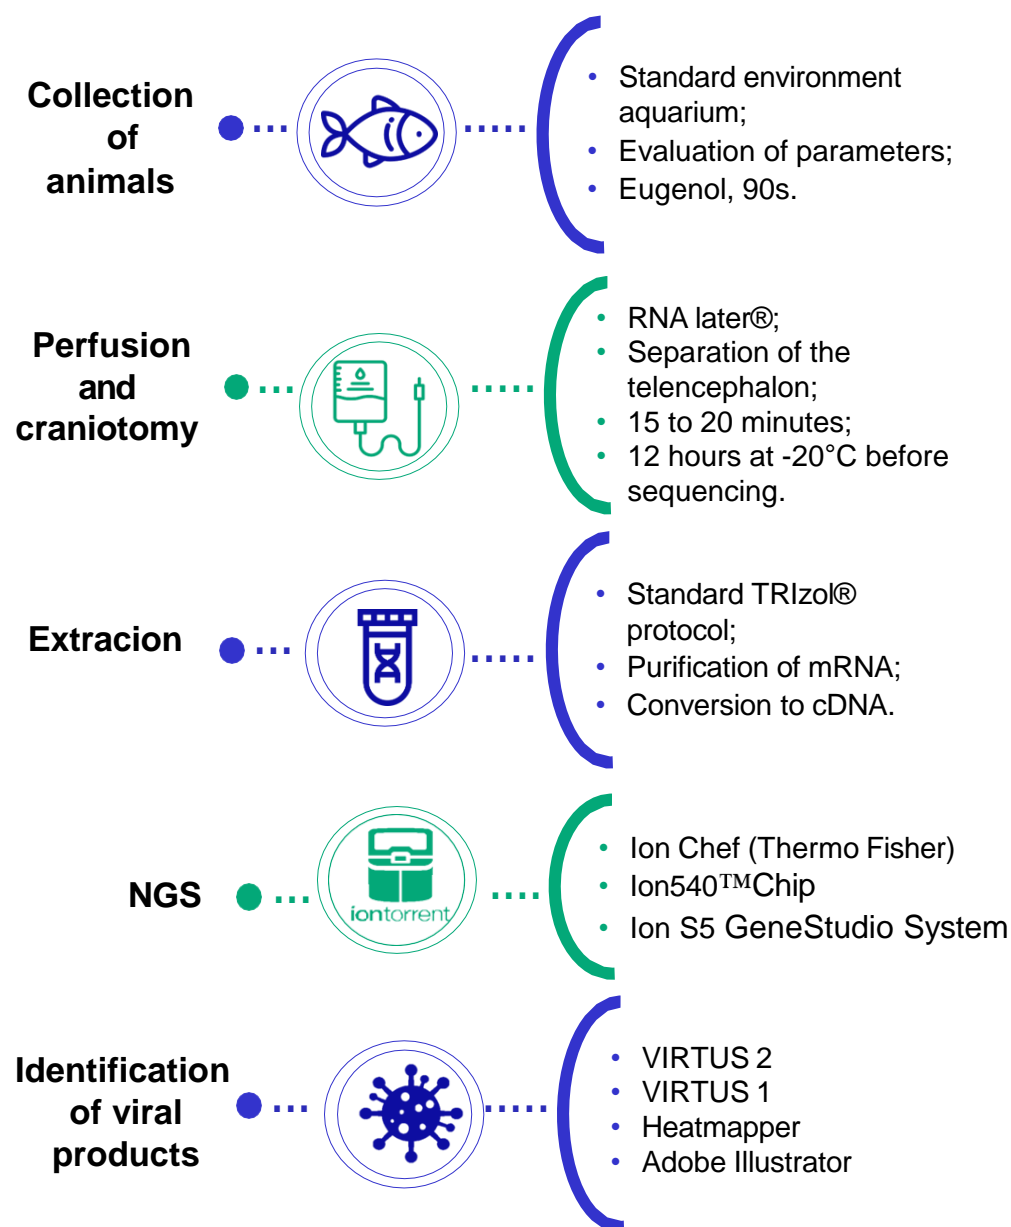 Collection
of
animals
• Standard environment
aquarium;
• Evaluation of parameters;
• Eugenol, 90s.
Perfusion
and
craniotomy
• RNA later®;
• Separation of the
telencephalon;
• 15 to 20 minutes;
• 12 hours at -20°C before
sequencing.
Extracion
• Standard TRIzol®
protocol;
• Purification of mRNA;
• Conversion to cDNA.
NGS
iontorrent
• Ion Chef (Thermo Fisher)
• Ion540™Chip
• Ion S5 GeneStudio System
Identification
of viral
products
• VIRTUS 2
• VIRTUS 1
• Heatmapper
• Adobe Illustrator